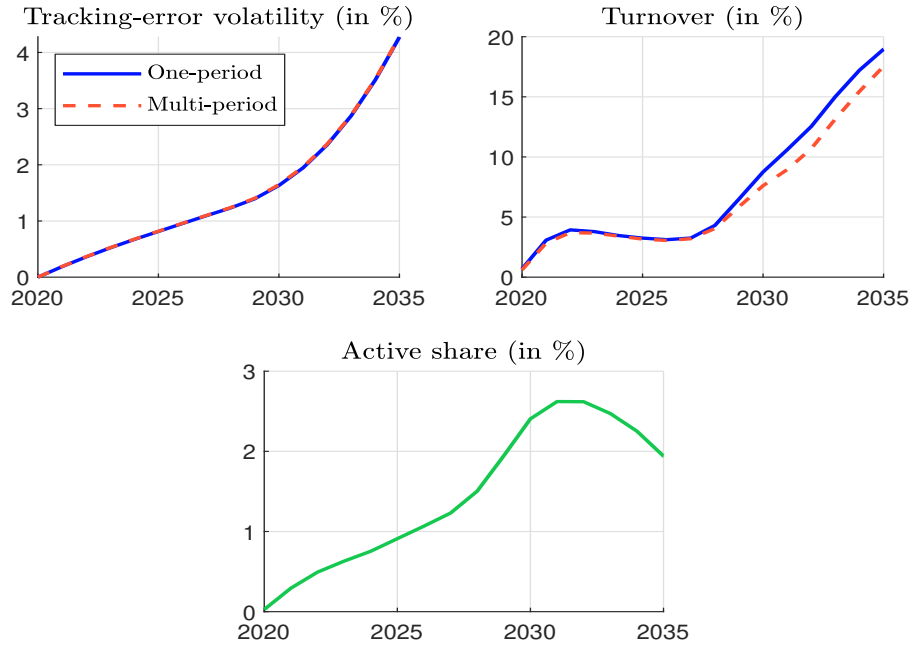 Tracking-error volatility (in %)
4
3
2
1
0
One-period
Multi-period
2020 2025 2030 2035
Turnover (in %)
20
15
10
5
0
2020 2025 2030 2035
Active share (in %)
3
2
1
0
2020 2025 2030 2035